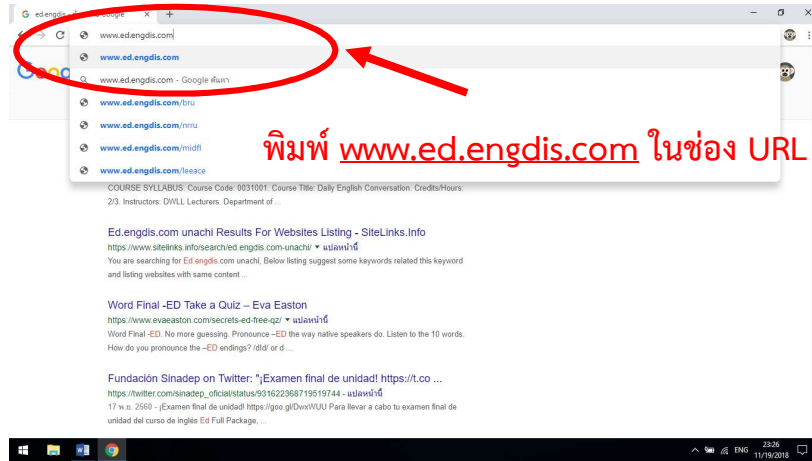 www.ed.engdis.com
www.ed.engdis.com
www.ed.engdis.com - Google ค้นหา
www.ed.engdis.com/bru
www.ed.engdis.com/nrru
www.ed.engdis.com/midfl
www.ed.engdis.com/leeace
พิมพ์ www.ed.engdis.com ในช่อง URL
COURSE SYLLABUS. Course Code: 0031001. Course Title: Daily English Conversation. Credits/Hours:
2/3. Instructors: DWLL Lecturers. Department of ...
Ed.engdis.com unachi Results For Websites Listing - SiteLinks.Info
https://www.sitelinks.info/search/ed.engdis.com-unachi/ ▼ แปลหน้านี้
You are searching for Ed.engdis.com unachi, Below listing suggest some keywords related this keyword
and listing websites with same content ...
Word Final -ED Take a Quiz – Eva Easton
https://www.evaeaston.com/secrets-ed-free-qz/ ▼ แปลหน้านี้
Word Final -ED. No more guessing. Pronounce –ED the way native speakers do. Listen to the 10 words.
How do you pronounce the –ED endings? /dId/ or d ...
Fundación Sinadep on Twitter: "¡Examen final de unidad! https://t.co ...
https://twitter.com/sinadep_oficial/status/931622368719519744 - แปลหน้านี้
17 พ.ย. 2560 - ¡Examen final de unidad! https://goo.gl/DwxWUU Para llevar a cabo tu examen final de
unidad del curso de inglés Ed Full Package, ...
ENG
23:26
11/19/2018